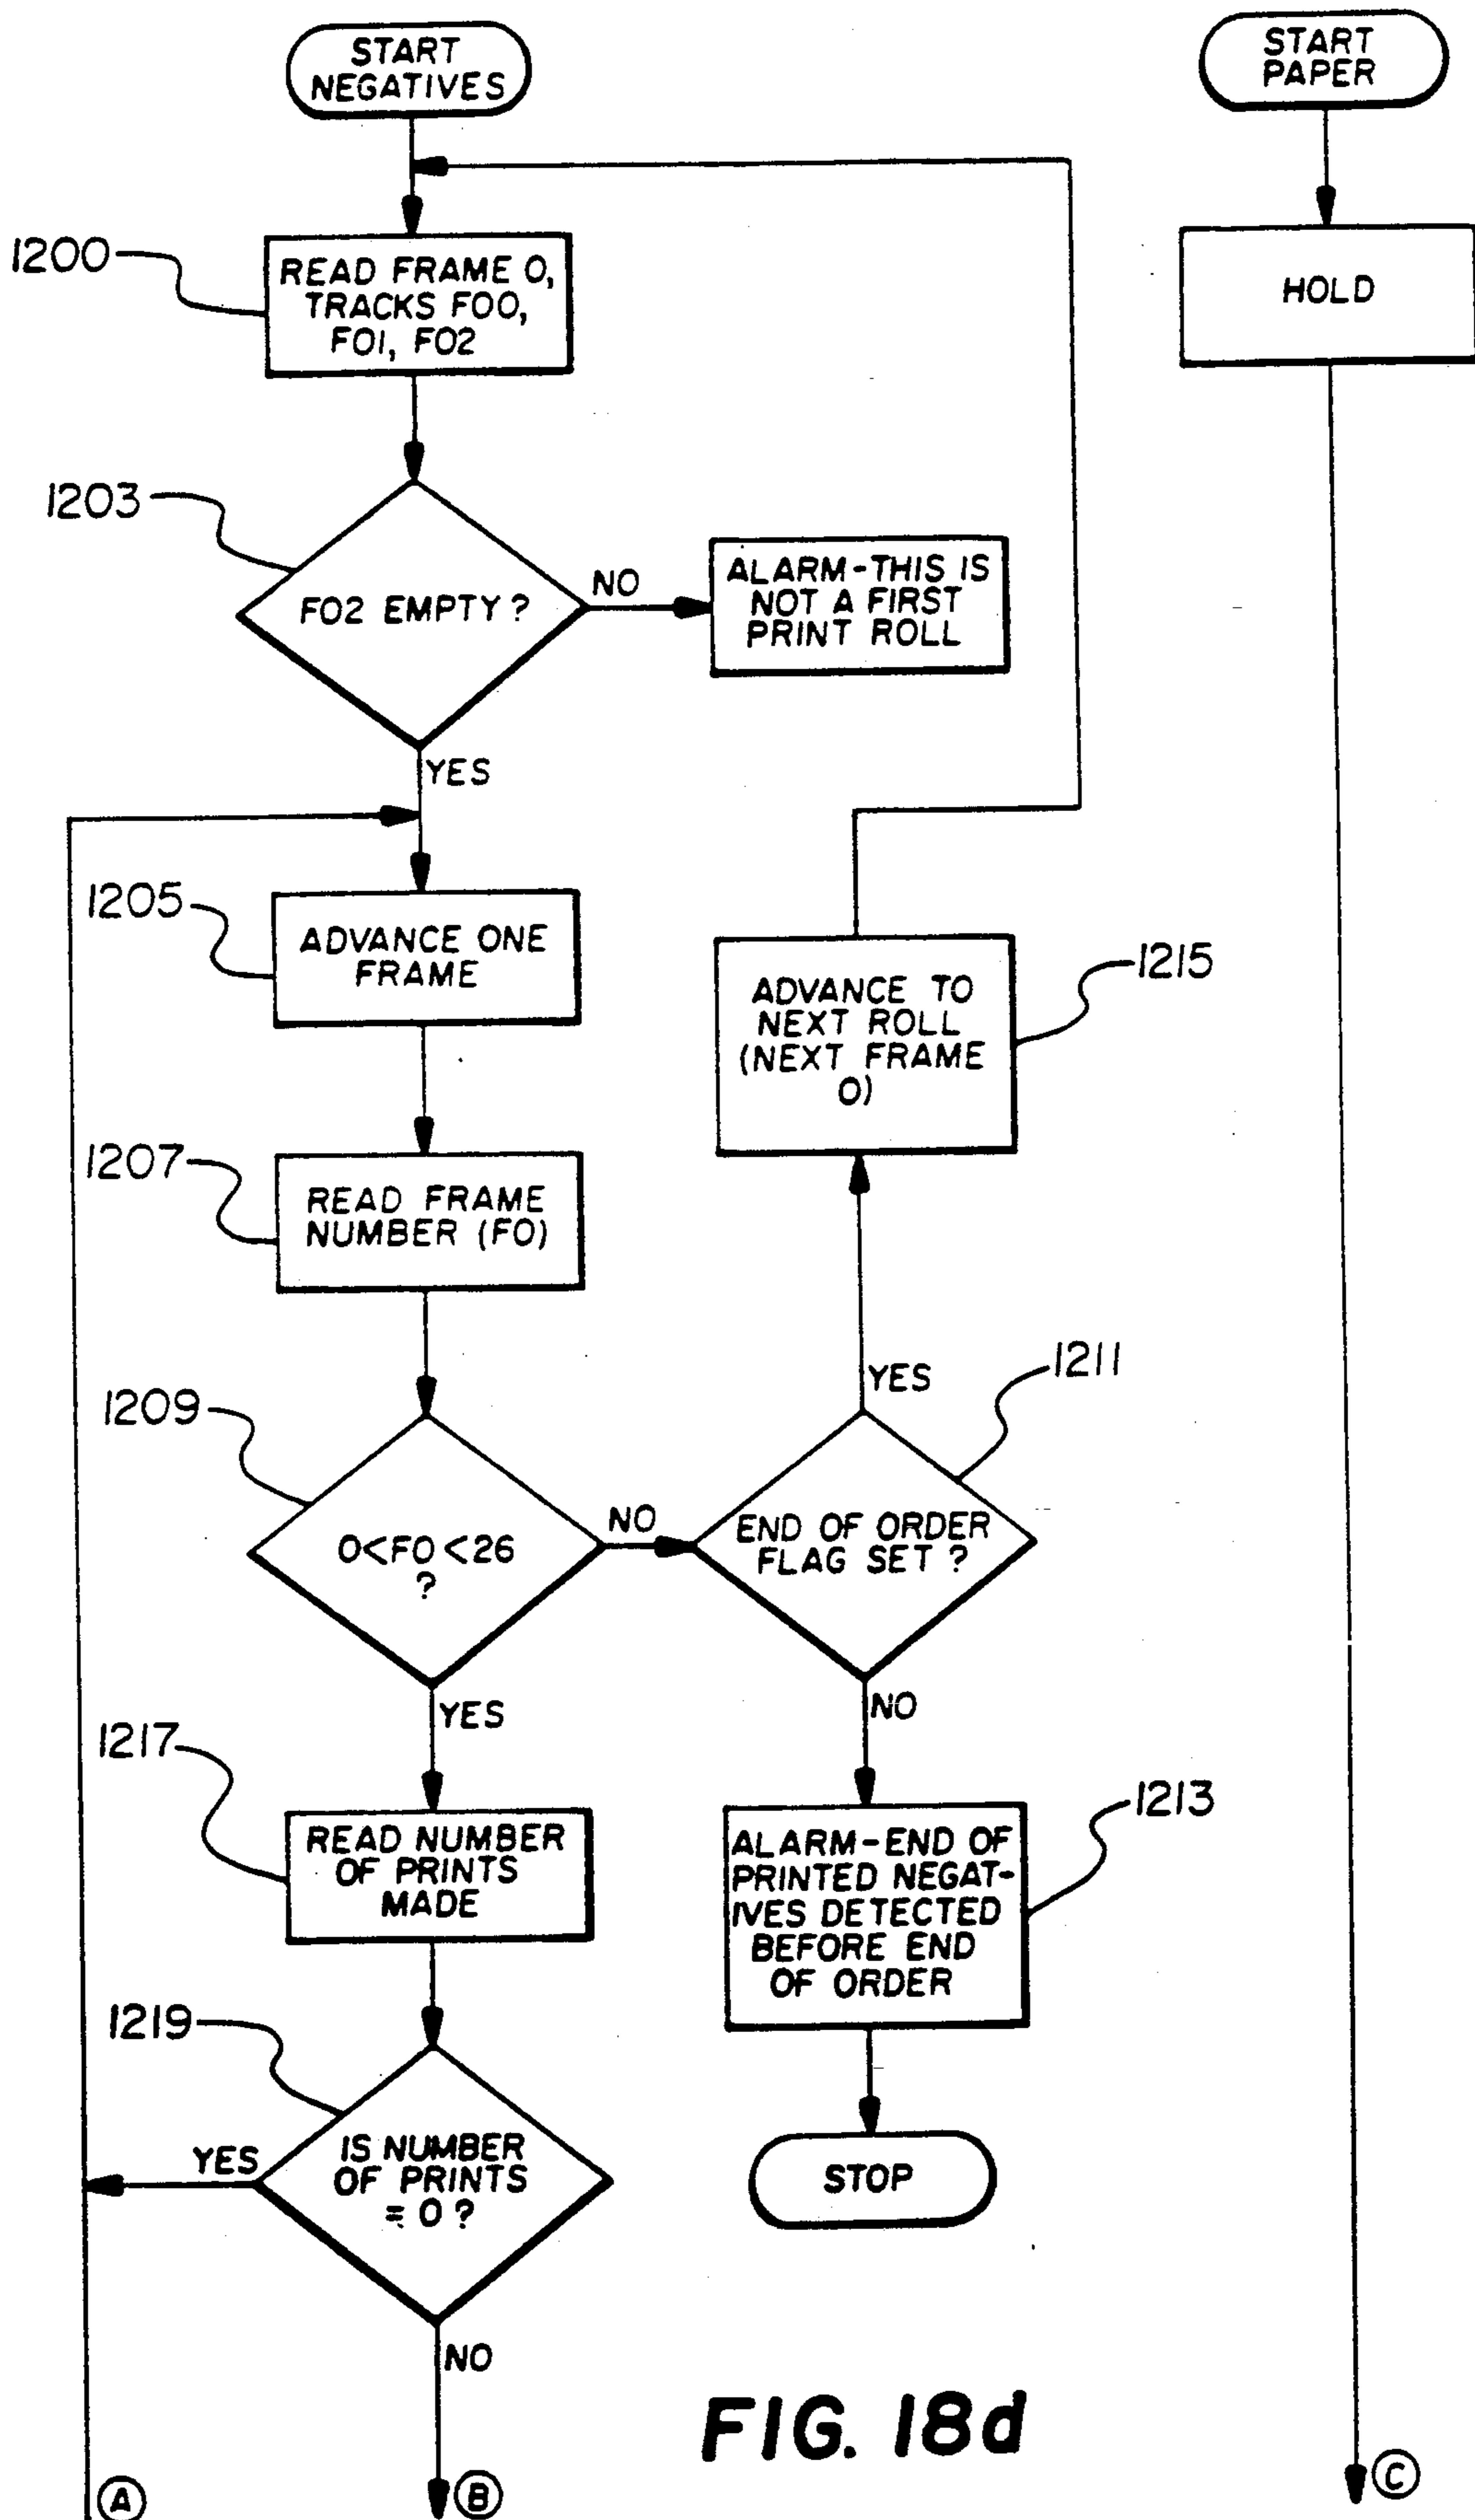 START
NEGATIVES
START
PAPER
1200
READ FRAME 0,
TRACKS F00,
F01, F02
HOLD
1203
F02 EMPTY ?
NO
ALARM-THIS IS
NOT A FIRST
PRINT ROLL
YES
1205
ADVANCE ONE
FRAME
ADVANCE TO
NEXT ROLL
(NEXT FRAME
0)
1215
1207
READ FRAME
NUMBER (FO)
1209
0<FO<26
?
NO
YES
1211
END OF ORDER
FLAG SET ?
YES
NO
1217
READ NUMBER
OF PRINTS
MADE
1213
ALARM-END OF
PRINTED NEGAT-
IVES DETECTED
BEFORE END
OF ORDER
1219
YES
IS NUMBER
OF PRINTS
= 0 ?
STOP
NO
FIG. 18d
A
B
C